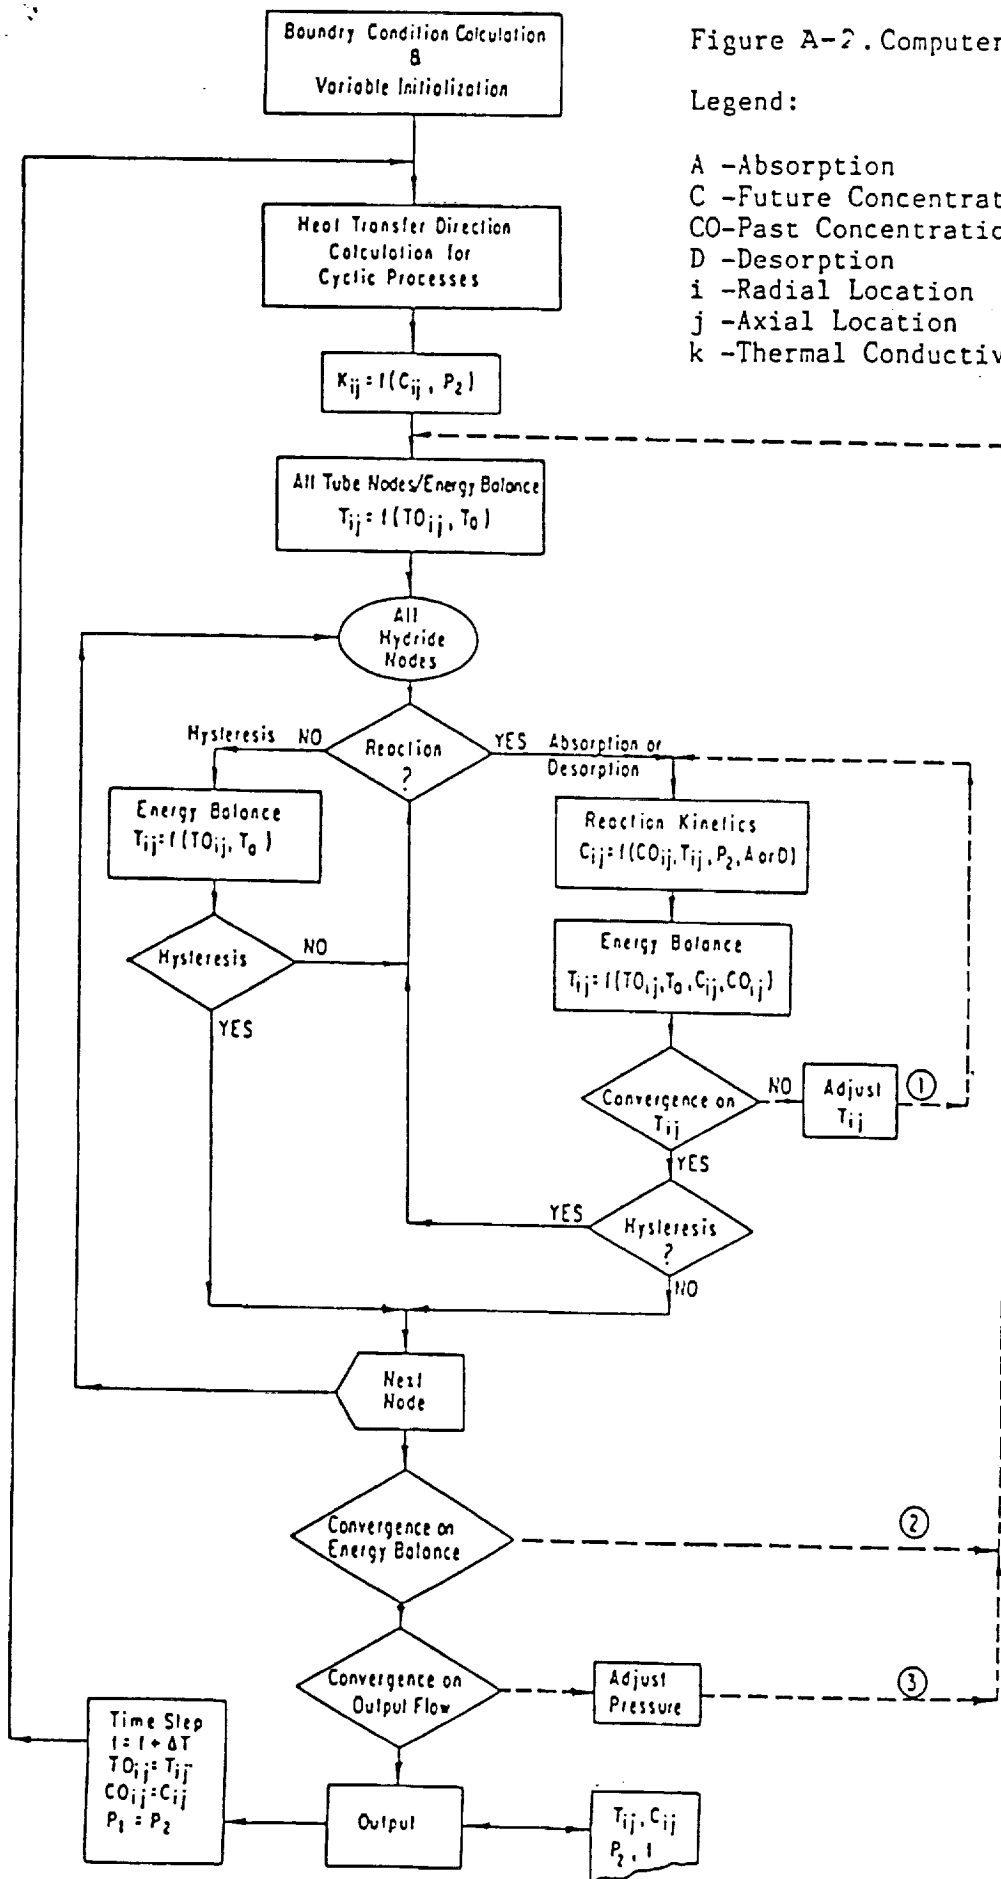 Boundry Condition Calculation
&
Variable Initialization
Figure A-2. Computer
Legend:
A -Absorption
C -Future Concentrat
CO-Past Concentratio
D -Desorption
i -Radial Location
j -Axial Location
k -Thermal Conductiv
Heat Transfer Direction
Calculation for
Cyclic Processes
Kij = f(Cij, P2)
All Tube Nodes/Energy Balance
Tij = f(TOij, Ta)
All
Hydride
Nodes
Hysteresis NO
Reaction
?
YES Absorption or
Desorption
Energy Balance
Tij = f(TOij, Ta)
Reaction Kinetics
Cij = f(COij, Tij, P2, A or D)
Hysteresis
NO
YES
Energy Balance
Tij = f(TOij, Ta, Cij, COij)
Convergence on
Tij
NO
Adjust
Tij
1
YES
YES
Hysteresis
?
NO
Next
Node
Convergence on
Energy Balance
2
Convergence on
Output Flow
Adjust
Pressure
3
Time Step
t = t + ΔT
TOij = Tij
COij = Cij
P1 = P2
Output
Tij, Cij
P2, t